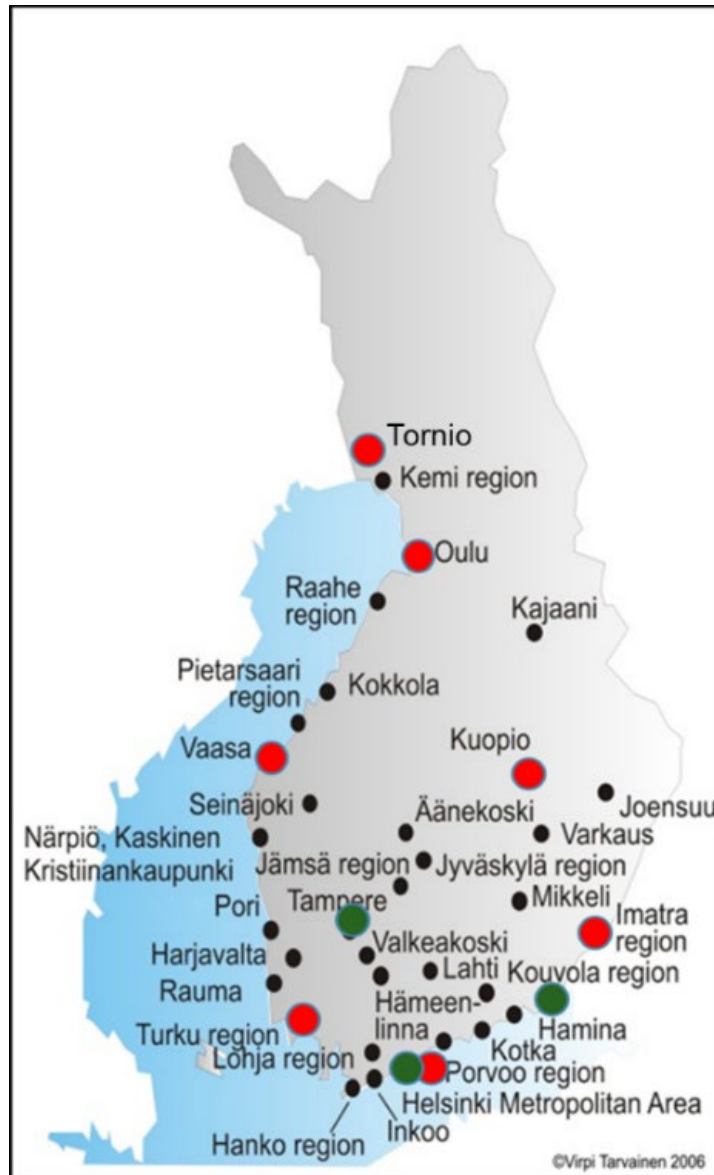 Tornio
Kemi region
Oulu
Raahe
region
Kajaani
Pietarsaari
region
Kokkola
Vaasa
Kuopio
Seinäjoki
Äänekoski
Joensuu
Närpiö, Kaskinen
Kristiinankaupunki
Varkaus
Jämsä region
Jyväskylä region
Tampere
Mikkeli
Pori
Imatra
region
Harjavalta
Valkeakoski
Lahti
Kouvola region
Rauma
Hämeen-
linna
Hamina
Turku region
Kotka
Lohja region
Porvoo region
Helsinki Metropolitan Area
Inkoo
Hanko region
©Virpi Tarvainen 2006